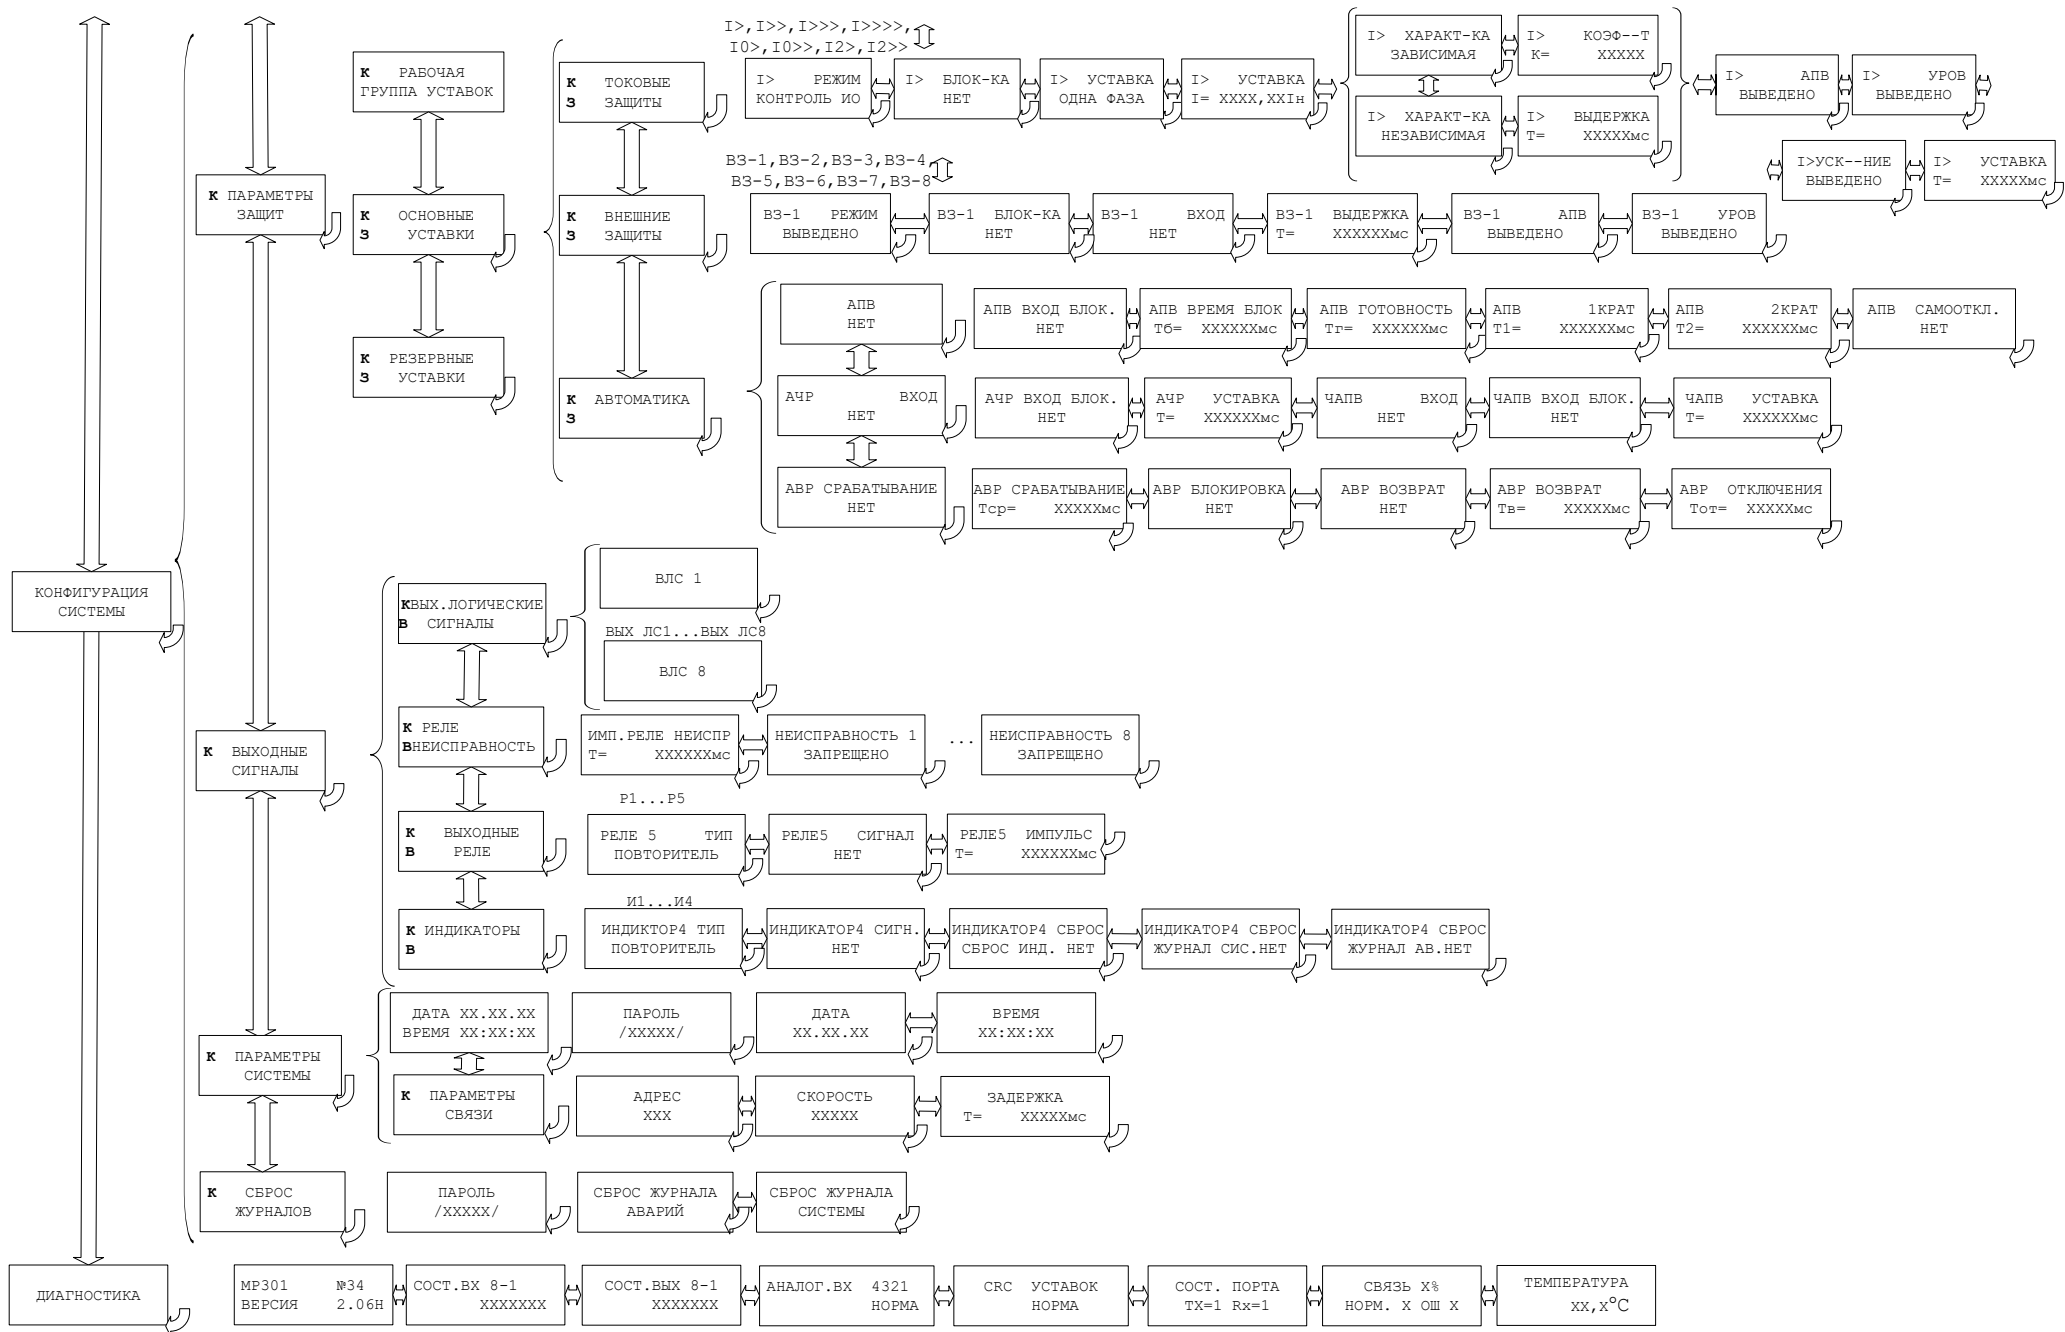 I>,I>>,I>>>,I>>>>,
I0>,I0>>,I2>,I2>>
К РАБОЧАЯ
ГРУППА УСТАВОК
К ТОКОВЫЕ
З ЗАЩИТЫ
I> РЕЖИМ
КОНТРОЛЬ ИО
I> БЛОК-КА
НЕТ
I> УСТАВКА
ОДНА ФАЗА
I> УСТАВКА
I= XXXX,XXIн
I> ХАРАКТ-КА
ЗАВИСИМАЯ
I> КОЭФ--Т
К= XXXXX
I> ХАРАКТ-КА
НЕЗАВИСИМАЯ
I> ВЫДЕРЖКА
Т= XXXXXмс
I> АПВ
ВЫВЕДЕНО
I> УРОВ
ВЫВЕДЕНО
I>УСК--НИЕ
ВЫВЕДЕНО
I> УСТАВКА
Т= XXXXXмс
К ПАРАМЕТРЫ
ЗАЩИТ
К ОСНОВНЫЕ
З УСТАВКИ
К ВНЕШНИЕ
З ЗАЩИТЫ
ВЗ-1,ВЗ-2,ВЗ-3,ВЗ-4,
ВЗ-5,ВЗ-6,ВЗ-7,ВЗ-8
ВЗ-1 РЕЖИМ
ВЫВЕДЕНО
ВЗ-1 БЛОК-КА
НЕТ
ВЗ-1 ВХОД
НЕТ
ВЗ-1 ВЫДЕРЖКА
Т= XXXXXXмс
ВЗ-1 АПВ
ВЫВЕДЕНО
ВЗ-1 УРОВ
ВЫВЕДЕНО
К РЕЗЕРВНЫЕ
З УСТАВКИ
К АВТОМАТИКА
З
АПВ
НЕТ
АПВ ВХОД БЛОК.
НЕТ
АПВ ВРЕМЯ БЛОК
Тб= XXXXXXмс
АПВ ГОТОВНОСТЬ
Тг= XXXXXXмс
АПВ 1КРАТ
Т1= XXXXXXмс
АПВ 2КРАТ
Т2= XXXXXXмс
АПВ САМООТКЛ.
НЕТ
АЧР ВХОД
НЕТ
АЧР ВХОД БЛОК.
НЕТ
АЧР УСТАВКА
Т= XXXXXXмс
ЧАПВ ВХОД
НЕТ
ЧАПВ ВХОД БЛОК.
НЕТ
ЧАПВ УСТАВКА
Т= XXXXXXмс
АВР СРАБАТЫВАНИЕ
НЕТ
АВР СРАБАТЫВАНИЕ
Тср= XXXXXмс
АВР БЛОКИРОВКА
НЕТ
АВР ВОЗВРАТ
НЕТ
АВР ВОЗВРАТ
Тв= XXXXXмс
АВР ОТКЛЮЧЕНИЯ
Тот= XXXXXмс
КОНФИГУРАЦИЯ
СИСТЕМЫ
КВЫХ.ЛОГИЧЕСКИЕ
В СИГНАЛЫ
ВЛС 1
ВЫХ ЛС1...ВЫХ ЛС8
ВЛС 8
К ВЫХОДНЫЕ
СИГНАЛЫ
К РЕЛЕ
ВНЕИСПРАВНОСТЬ
ИМП.РЕЛЕ НЕИСПР
Т= XXXXXXмс
НЕИСПРАВНОСТЬ 1
ЗАПРЕЩЕНО
...
НЕИСПРАВНОСТЬ 8
ЗАПРЕЩЕНО
Р1...Р5
К ВЫХОДНЫЕ
В РЕЛЕ
РЕЛЕ 5 ТИП
ПОВТОРИТЕЛЬ
РЕЛЕ5 СИГНАЛ
НЕТ
РЕЛЕ5 ИМПУЛЬС
Т= XXXXXXмс
И1...И4
К ИНДИКАТОРЫ
В
ИНДИКТОР4 ТИП
ПОВТОРИТЕЛЬ
ИНДИКАТОР4 СИГН.
НЕТ
ИНДИКАТОР4 СБРОС
СБРОС ИНД. НЕТ
ИНДИКАТОР4 СБРОС
ЖУРНАЛ СИС.НЕТ
ИНДИКАТОР4 СБРОС
ЖУРНАЛ АВ.НЕТ
К ПАРАМЕТРЫ
СИСТЕМЫ
ДАТА XX.XX.XX
ВРЕМЯ XX:XX:XX
ПАРОЛЬ
/XXXXX/
ДАТА
XX.XX.XX
ВРЕМЯ
XX:XX:XX
К ПАРАМЕТРЫ
СВЯЗИ
АДРЕС
XXX
СКОРОСТЬ
XXXXX
ЗАДЕРЖКА
Т= XXXXXмс
К СБРОС
ЖУРНАЛОВ
ПАРОЛЬ
/XXXXX/
СБРОС ЖУРНАЛА
АВАРИЙ
СБРОС ЖУРНАЛА
СИСТЕМЫ
ДИАГНОСТИКА
МР301 №34
ВЕРСИЯ 2.06Н
СОСТ.ВХ 8-1
XXXXXXX
СОСТ.ВЫХ 8-1
XXXXXXX
АНАЛОГ.ВХ 4321
НОРМА
CRC УСТАВОК
НОРМА
СОСТ. ПОРТА
TX=1 Rx=1
СВЯЗЬ X%
НОРМ. X ОШ X
ТЕМПЕРАТУРА
xx,x°C